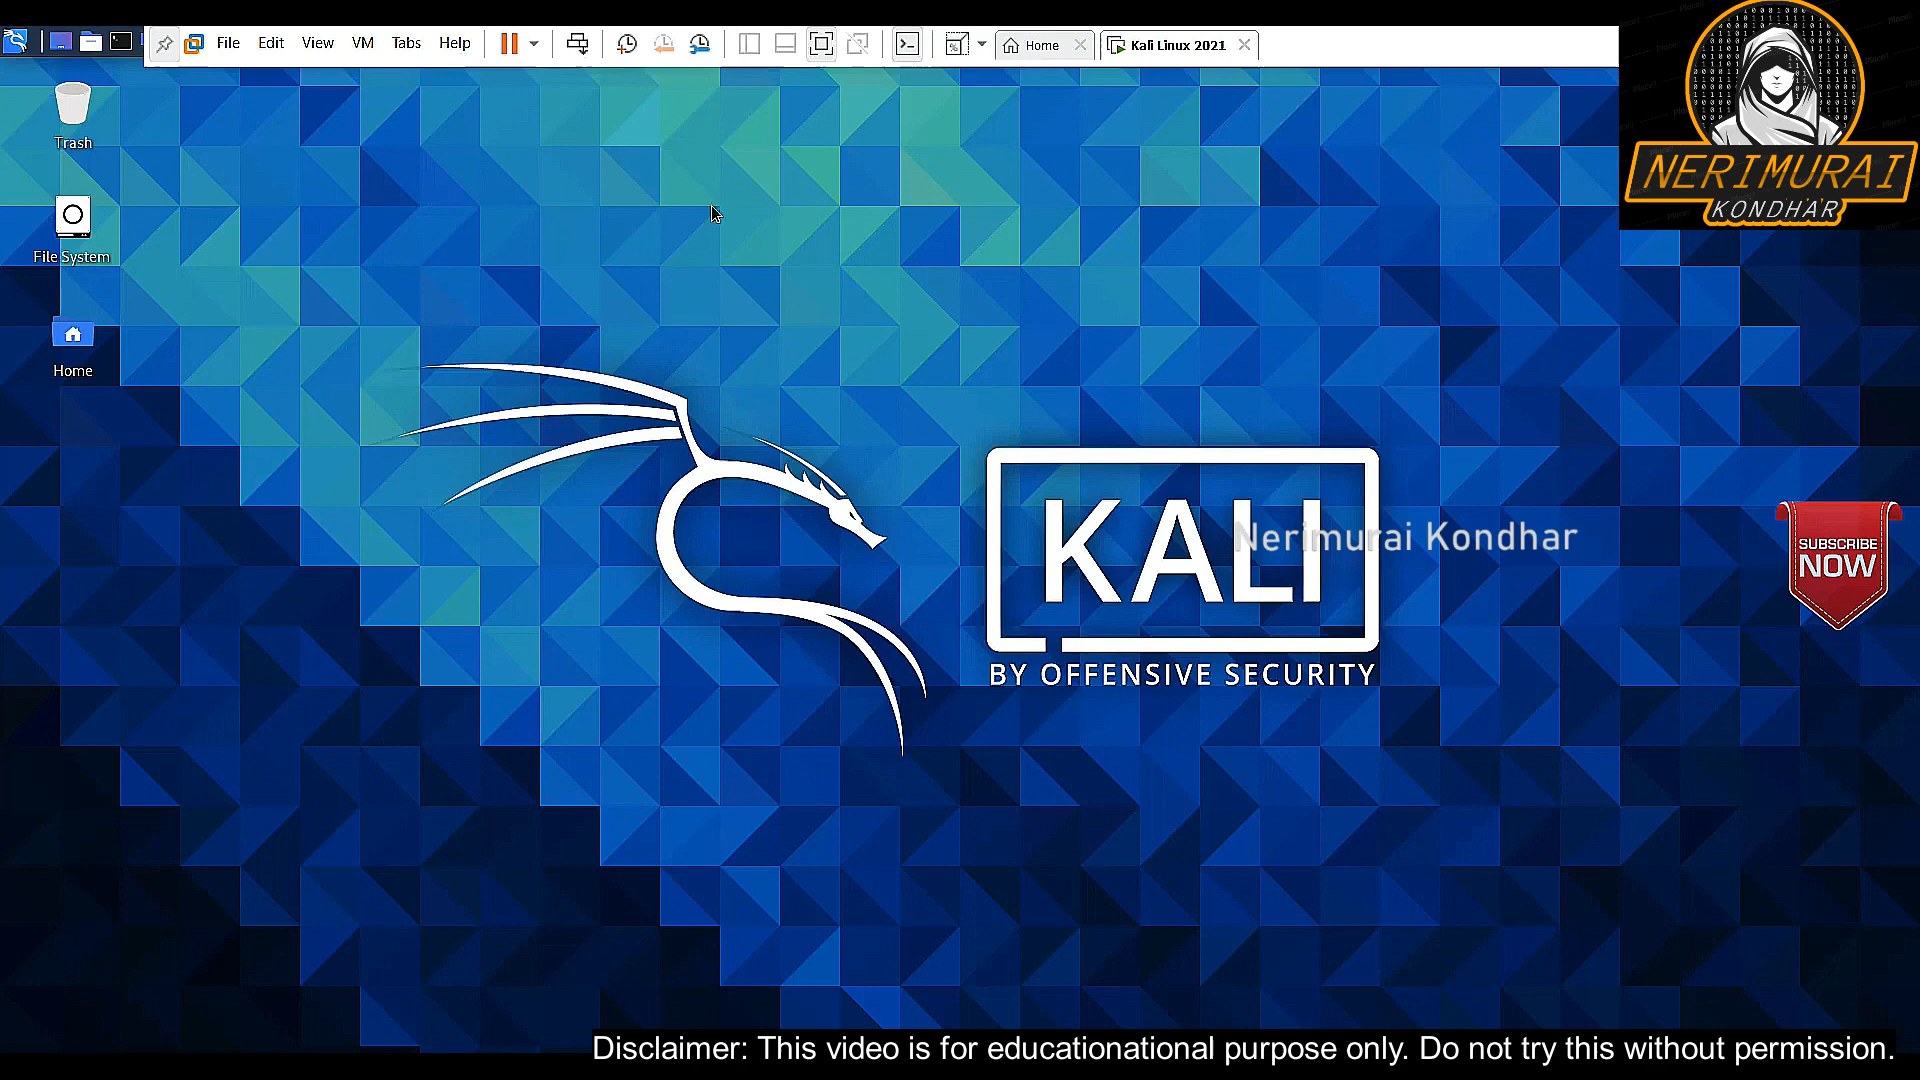 File Edit View VM Tabs Help Home Kali Linux 2021
NERIMURAI
KONDHAR
Trash
File System
Home
KALI
Nerimurai Kondhar
BY OFFENSIVE SECURITY
SUBSCRIBE
NOW
Disclaimer: This video is for educationational purpose only. Do not try this without permission.